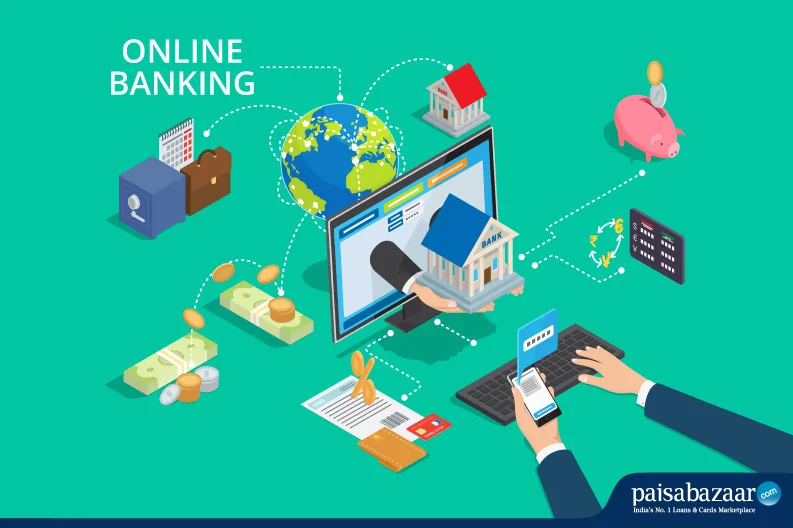 ONLINE
BANKING
BANK
BANK
S
€
¥
paisabazaar.com
India's No. 1 Loans & Cards Marketplace